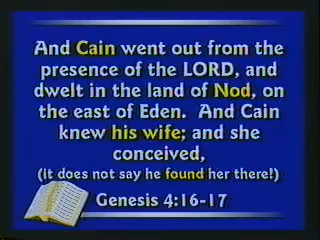 And Cain went out from the
presence of the LORD, and
dwelt in the land of Nod, on
the east of Eden. And Cain
knew his wife; and she
conceived,
(it does not say he found her there!)
Genesis 4:16-17